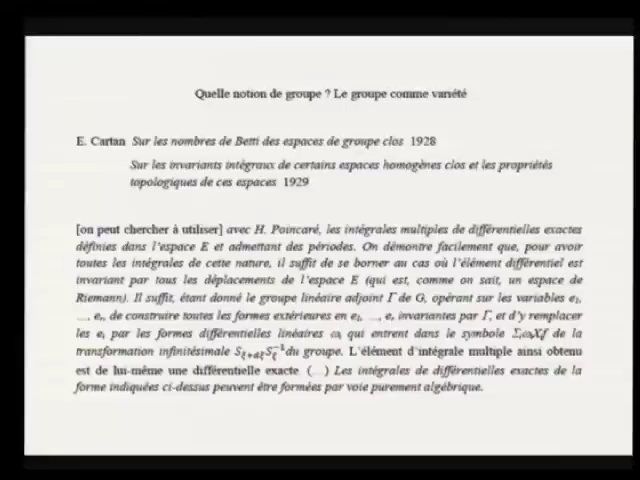 Quelle notion de groupe ? Le groupe comme variété
E. Cartan Sur les nombres de Betti des espaces de groupe clos 1928
Sur les invariants intégraux de certains espaces homogènes clos et les propriétés
topologiques de ces espaces 1929
[on peut chercher à utiliser] avec H. Poincaré, les intégrales multiples de différentielles exactes
définies dans l'espace E et admettant des périodes. On démontre facilement que, pour avoir
toutes les intégrales de cette nature, il suffit de se borner au cas où l'élément différentiel est
invariant par tous les déplacements de l'espace E (qui est, comme on sait, un espace de
Riemann). Il suffit, étant donné le groupe linéaire adjoint Γ de G, opérant sur les variables e₁,
..., eᵣ, de construire toutes les formes extérieures en e₁, ..., eᵣ invariantes par Γ, et d'y remplacer
les eᵢ par les formes différentielles linéaires ωᵢ qui entrent dans le symbole ΣᵢωᵢXᵢf de la
transformation infinitésimale S_{ξ+dξ}S_ξ⁻¹ du groupe. L'élément d'intégrale multiple ainsi obtenu
est de lui-même une différentielle exacte. (...) Les intégrales de différentielles exactes de la
forme indiquées ci-dessus peuvent être formées par voie purement algébrique.